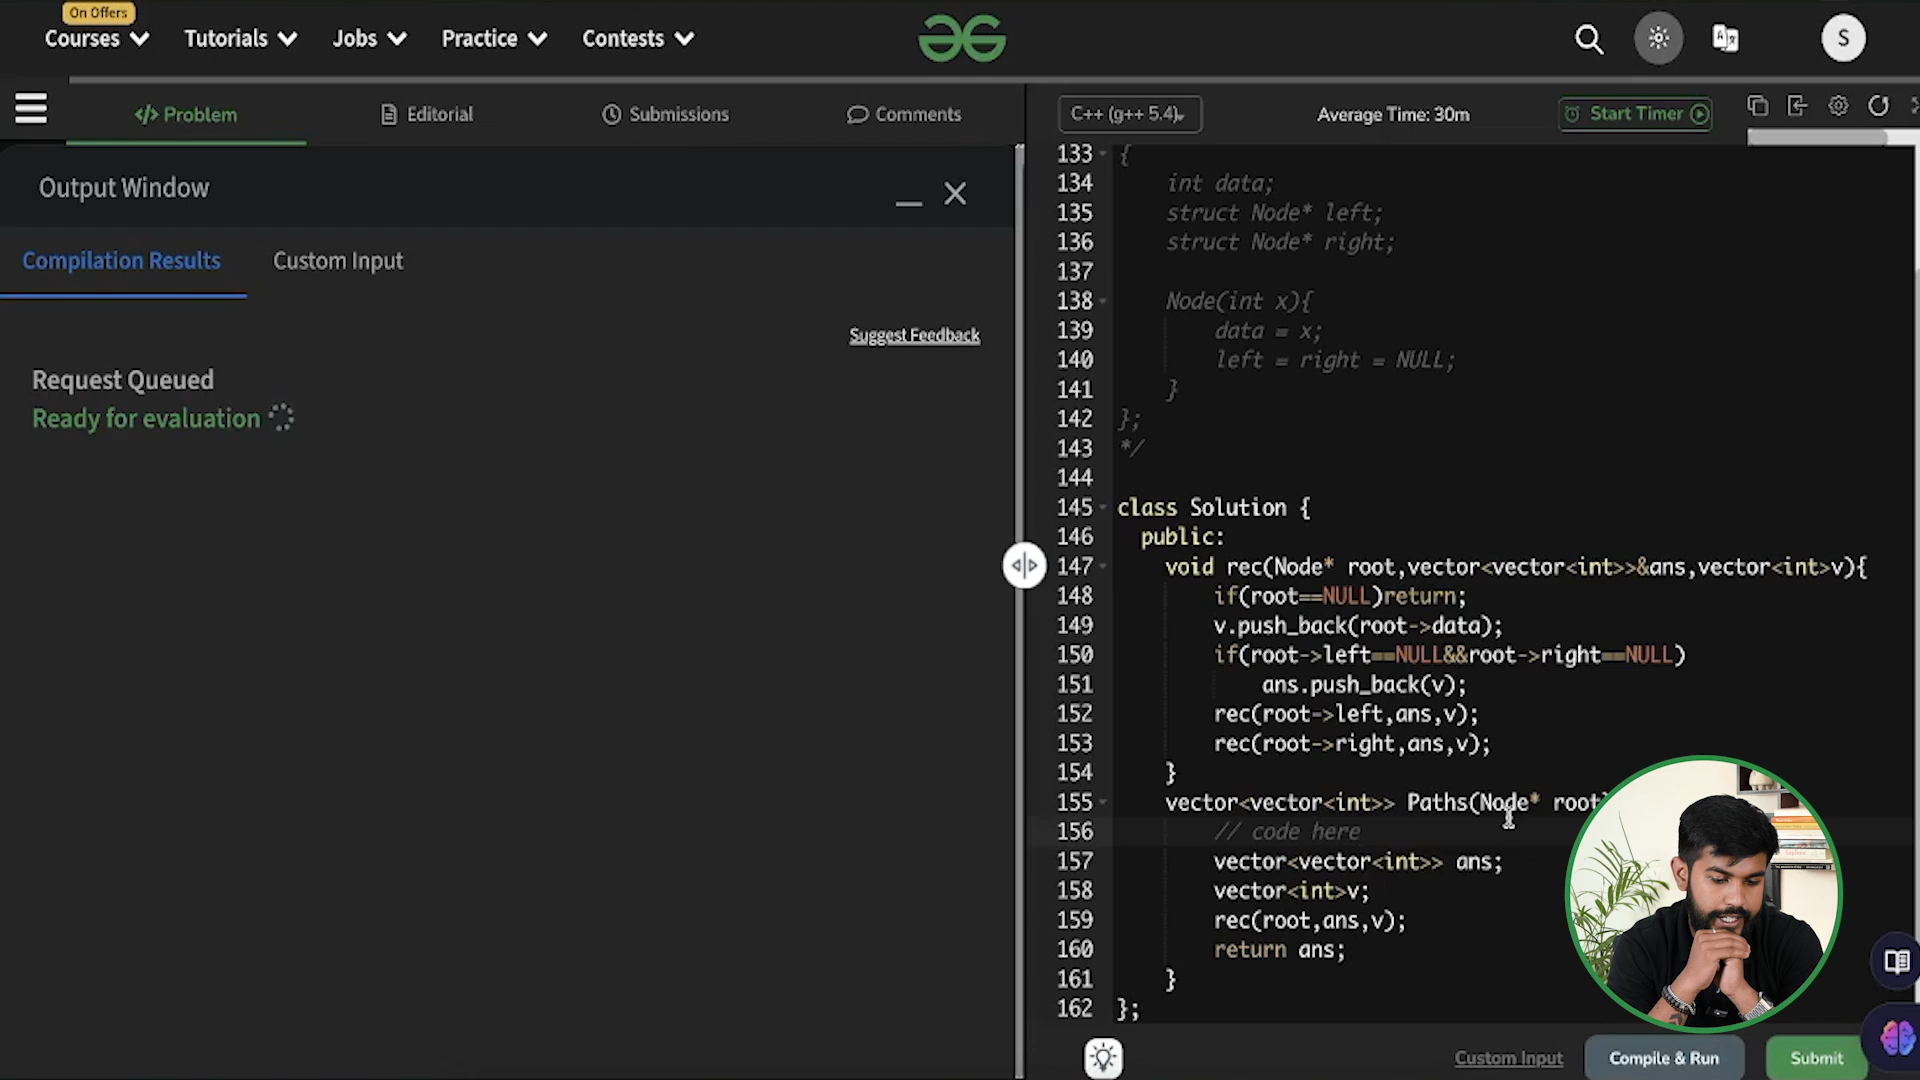 On Offers
Courses
Tutorials
Jobs
Practice
Contests
S
</> Problem
Editorial
Submissions
Comments
C++ (g++ 5.4)
Average Time: 30m
Start Timer
Output Window
Compilation Results
Custom Input
Suggest Feedback
Request Queued
Ready for evaluation
133 {
134 int data;
135 struct Node* left;
136 struct Node* right;
137
138 Node(int x){
139 data = x;
140 left = right = NULL;
141 }
142 };
143 */
144
145 class Solution {
146 public:
147 void rec(Node* root,vector<vector<int>>&ans,vector<int>v){
148 if(root==NULL)return;
149 v.push_back(root->data);
150 if(root->left==NULL&&root->right==NULL)
151 ans.push_back(v);
152 rec(root->left,ans,v);
153 rec(root->right,ans,v);
154 }
155 vector<vector<int>> Paths(Node* root)
156 // code here
157 vector<vector<int>> ans;
158 vector<int>v;
159 rec(root,ans,v);
160 return ans;
161 }
162 };
Custom Input
Compile & Run
Submit